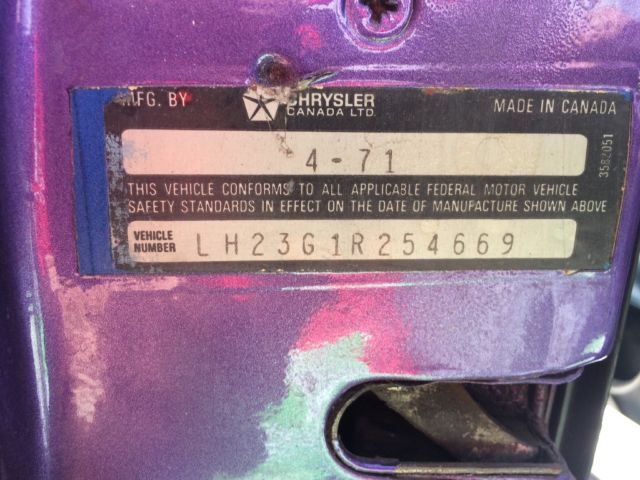 MFG. BY CHRYSLER CANADA LTD. MADE IN CANADA
4-71
3582051
THIS VEHICLE CONFORMS TO ALL APPLICABLE FEDERAL MOTOR VEHICLE
SAFETY STANDARDS IN EFFECT ON THE DATE OF MANUFACTURE SHOWN ABOVE
VEHICLE NUMBER LH23G1R254669